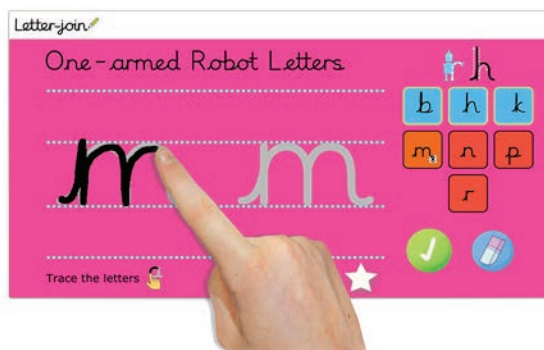 Letter-join
One-armed Robot Letters
h
b h k
m n p
r
m m
Trace the letters